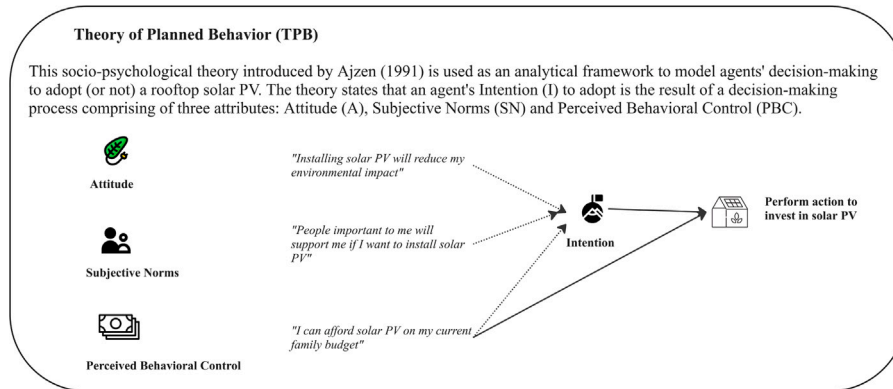 Theory of Planned Behavior (TPB)
This socio-psychological theory introduced by Ajzen (1991) is used as an analytical framework to model agents' decision-making
to adopt (or not) a rooftop solar PV. The theory states that an agent's Intention (I) to adopt is the result of a decision-making
process comprising of three attributes: Attitude (A), Subjective Norms (SN) and Perceived Behavioral Control (PBC).
Attitude
"Installing solar PV will reduce my
environmental impact"
Subjective Norms
"People important to me will
support me if I want to install solar
PV"
Perceived Behavioral Control
"I can afford solar PV on my current
family budget"
Intention
Perform action to
invest in solar PV